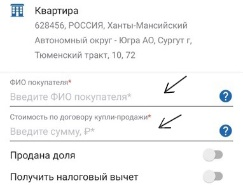 Квартира
628456, РОССИЯ, Ханты-Мансийский
Автономный округ - Югра АО, Сургут г,
Тюменский тракт, 10, 72
ФИО покупателя*
Введите ФИО покупателя*
?
Стоимость по договору купли-продажи*
Введите сумму, ₽*
?
Продана доля
Получить налоговый вычет